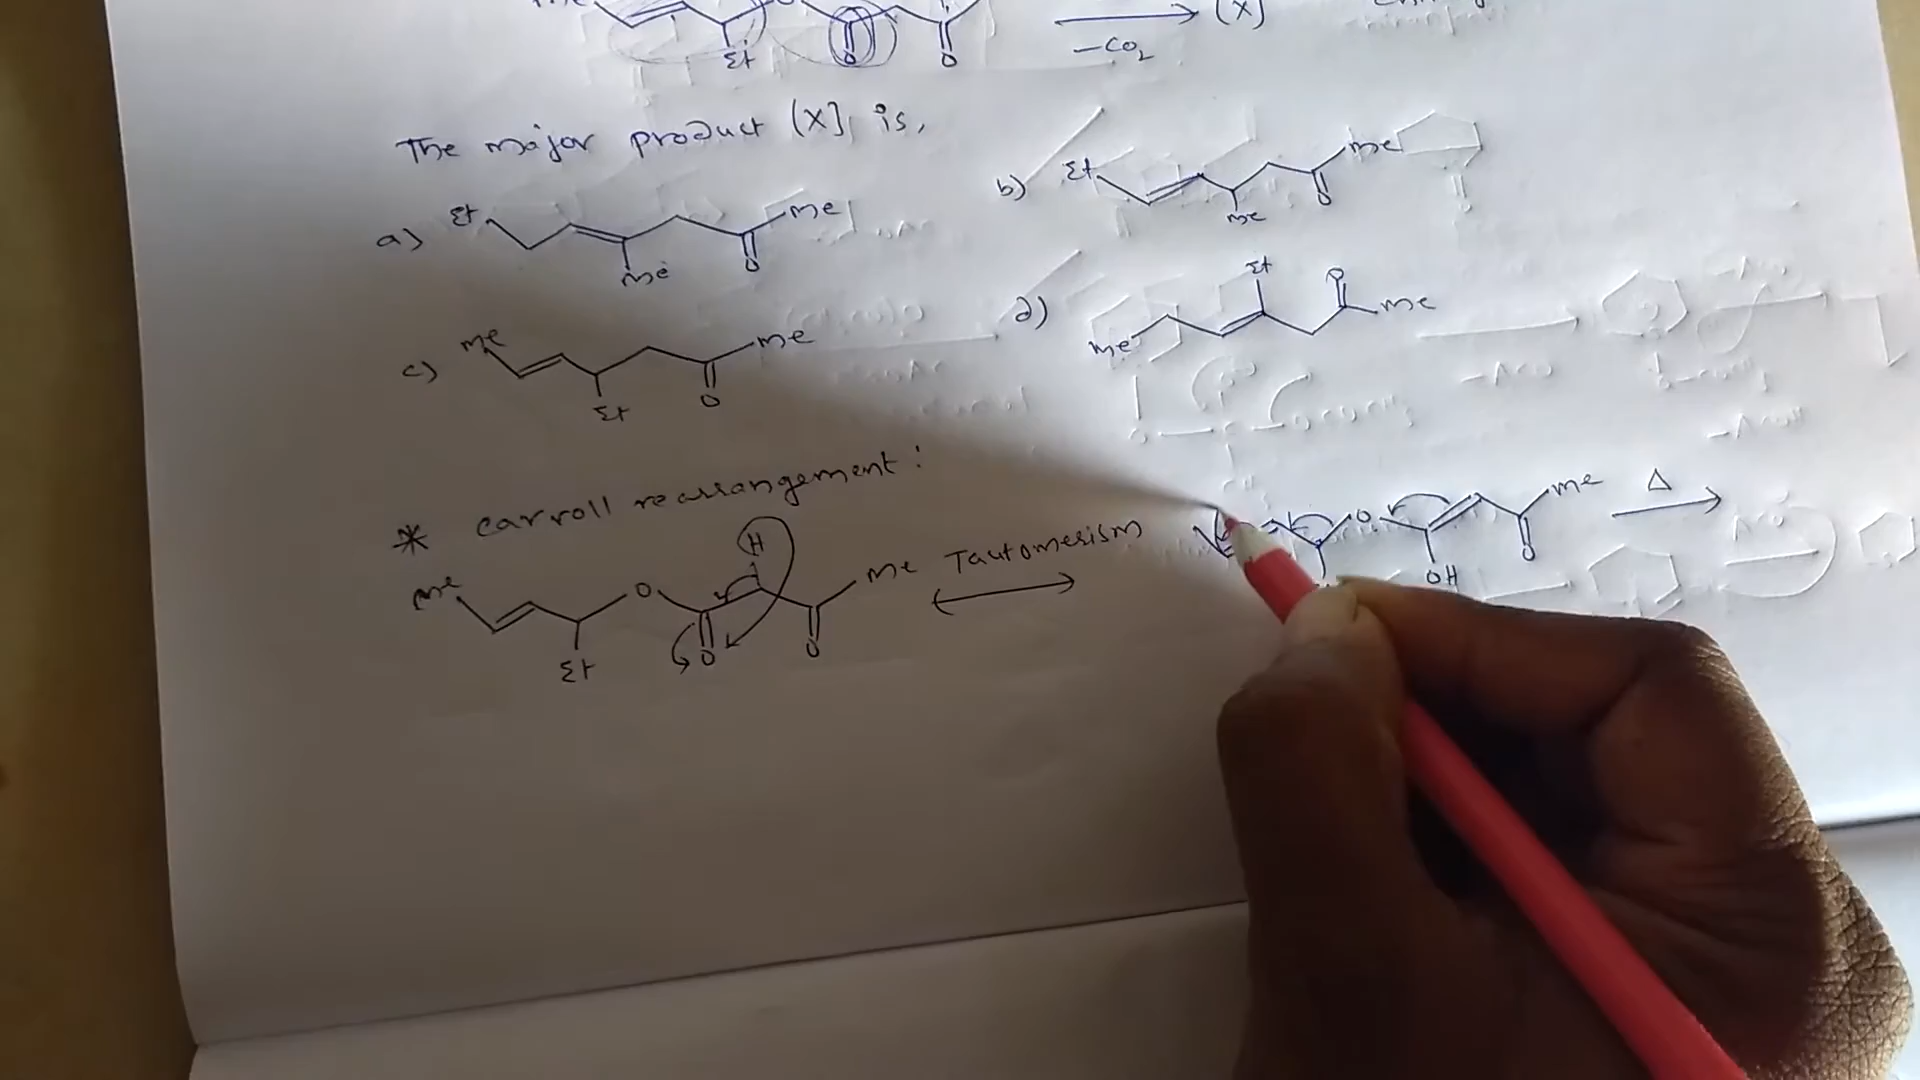 Et O O
-CO2 (X)
The major product (X) is,
a) Et Me O Me
b) Et Me O Me
c) Me Et O Me
d) Me Et O Me
* Carroll rearrangement:
Me Et O O H O Me Tautomerism O OH O Me Δ